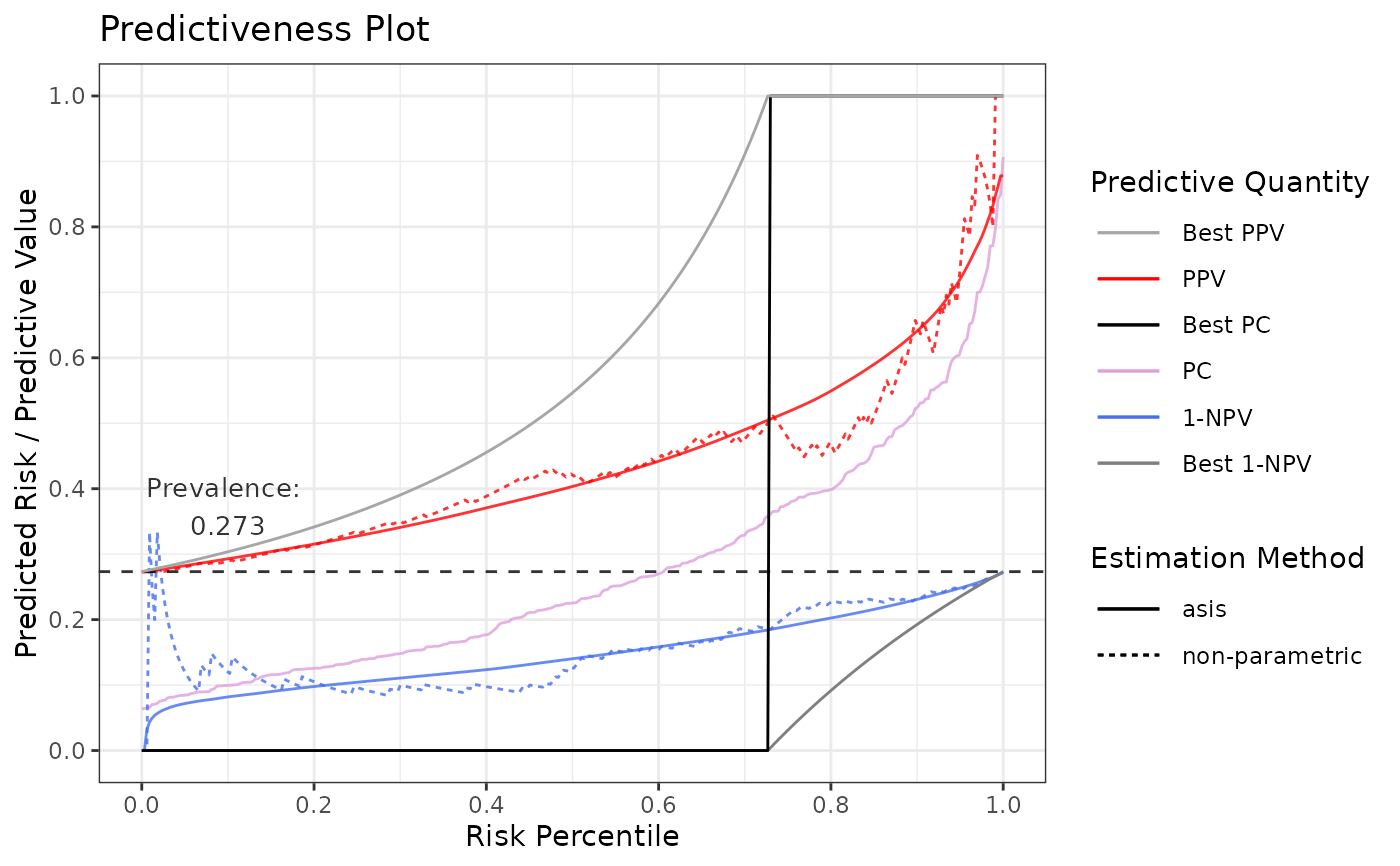 Predictiveness Plot
Predicted Risk / Predictive Value
1.0
0.8
0.6
0.4
0.2
0.0
Prevalence:
0.273
0.0 0.2 0.4 0.6 0.8 1.0
Risk Percentile
Predictive Quantity
Best PPV
PPV
Best PC
PC
1-NPV
Best 1-NPV
Estimation Method
asis
non-parametric